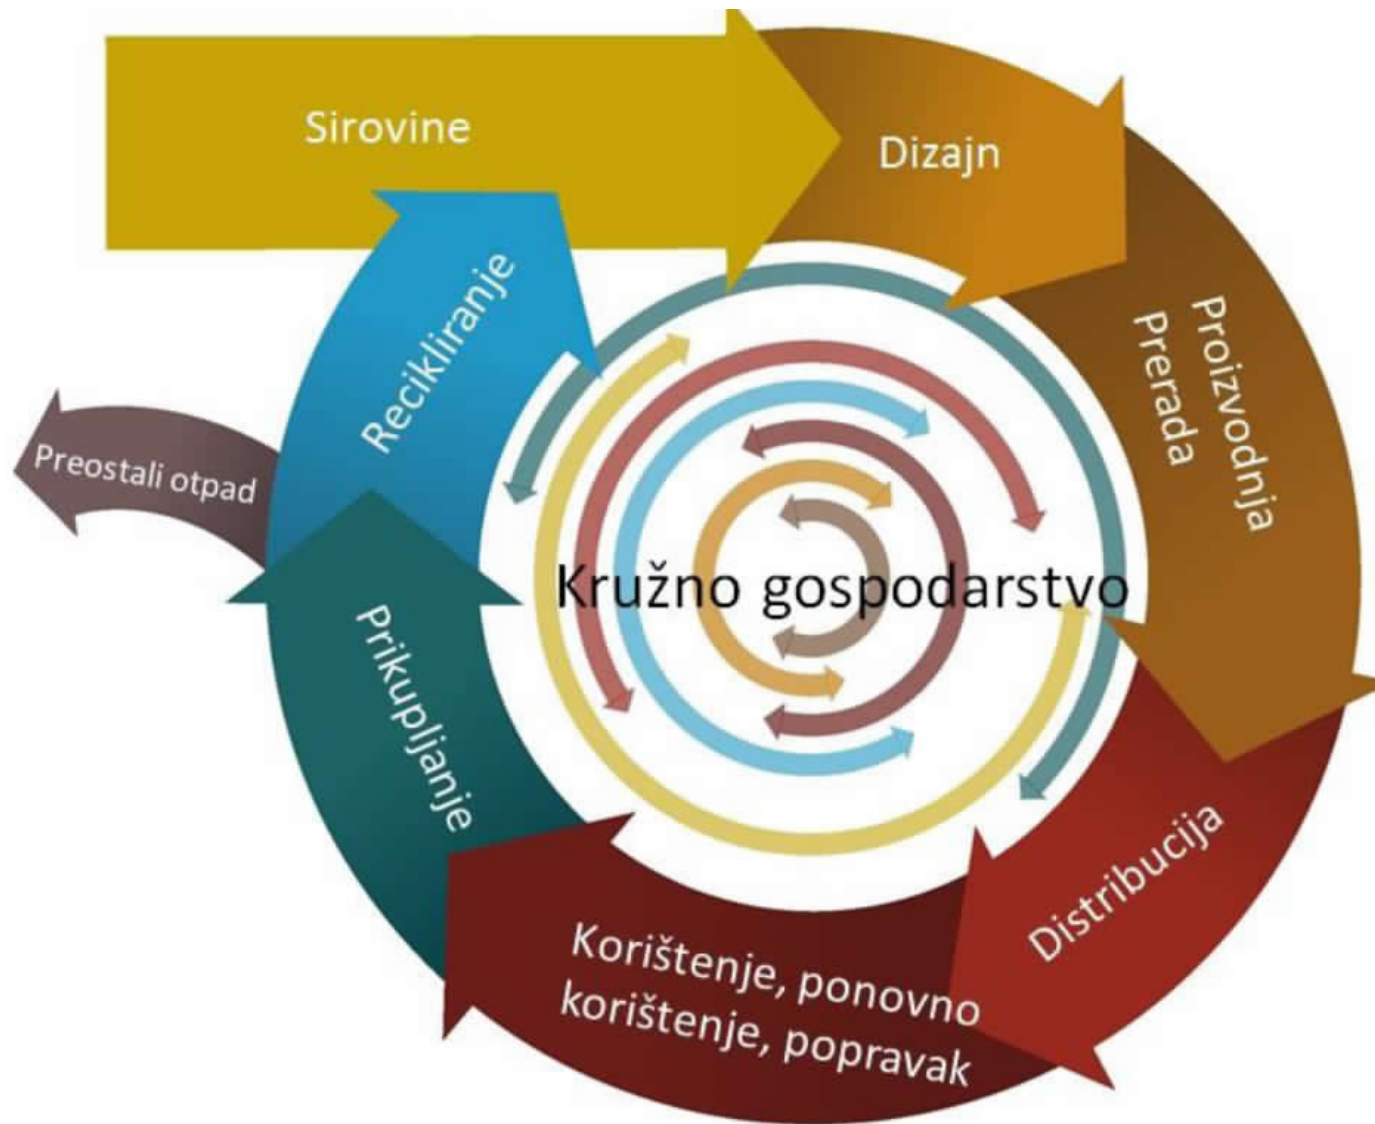 Sirovine
Dizajn
Proizvodnja
Prerada
Distribucija
Korištenje, ponovno
korištenje, popravak
Prikupljanje
Recikliranje
Preostali otpad
Kružno gospodarstvo